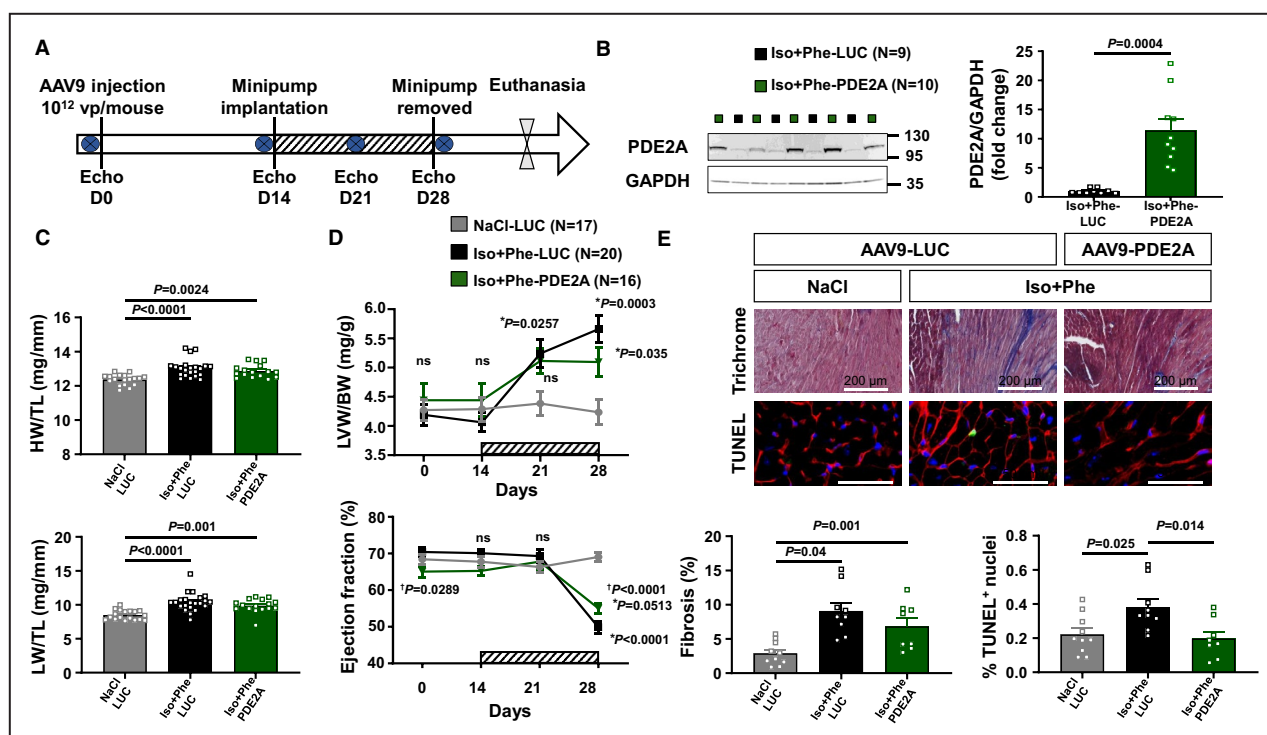 A
AAV9 injection
10¹² vp/mouse
Minipump
implantation
Minipump
removed
Euthanasia
Echo
D0
Echo
D14
Echo
D21
Echo
D28
B
Iso+Phe-LUC (N=9)
Iso+Phe-PDE2A (N=10)
PDE2A
GAPDH
130
95
35
PDE2A/GAPDH
(fold change)
25
20
15
10
5
0
P=0.0004
Iso+Phe-
LUC
Iso+Phe-
PDE2A
C
HW/TL (mg/mm)
16
14
12
10
8
P=0.0024
P<0.0001
NaCl
LUC
Iso+Phe
LUC
Iso+Phe
PDE2A
LW/TL (mg/mm)
20
15
10
5
0
P=0.001
P<0.0001
NaCl
LUC
Iso+Phe
LUC
Iso+Phe
PDE2A
D
NaCl-LUC (N=17)
Iso+Phe-LUC (N=20)
Iso+Phe-PDE2A (N=16)
LVW/BW (mg/g)
6.0
5.5
5.0
4.5
4.0
3.5
ns
ns
*P=0.0257
ns
*P=0.0003
*P=0.035
0
14
21
28
Days
Ejection fraction (%)
80
70
60
50
40
†P=0.0289
ns
ns
†P<0.0001
*P=0.0513
*P<0.0001
0
14
21
28
Days
E
AAV9-LUC
AAV9-PDE2A
NaCl
Iso+Phe
Trichrome
200 µm
200 µm
200 µm
TUNEL
Fibrosis (%)
20
15
10
5
0
P=0.001
P=0.04
NaCl
LUC
Iso+Phe
LUC
Iso+Phe
PDE2A
% TUNEL⁺ nuclei
0.8
0.6
0.4
0.2
0.0
P=0.025
P=0.014
NaCl
LUC
Iso+Phe
LUC
Iso+Phe
PDE2A